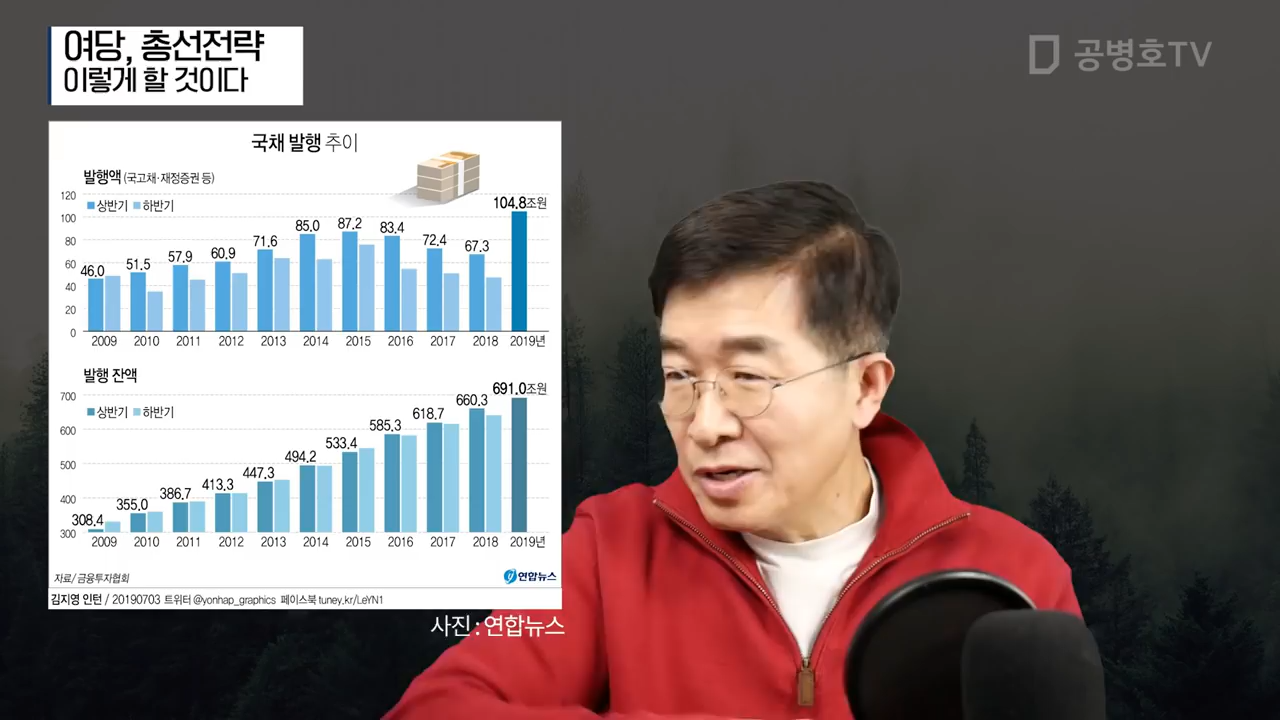 여당, 총선전략
이렇게 할 것이다
공병호TV
국채 발행 추이
발행액 (국고채·재정증권 등)
120
상반기 하반기
104.8조원
100
87.2
85.0
83.4
80
71.6
72.4
67.3
60
57.9
60.9
46.0
51.5
40
20
0
2009 2010 2011 2012 2013 2014 2015 2016 2017 2018 2019년
발행 잔액
700
691.0조원
상반기 하반기
660.3
600
618.7
585.3
500
533.4
494.2
400
447.3
413.3
386.7
355.0
308.4
300
2009 2010 2011 2012 2013 2014 2015 2016 2017 2018 2019년
자료/ 금융투자협회
연합뉴스
김지영 인턴 / 20190703 트위터 @yonhap_graphics 페이스북 tuney.kr/LeYN1
사진 : 연합뉴스